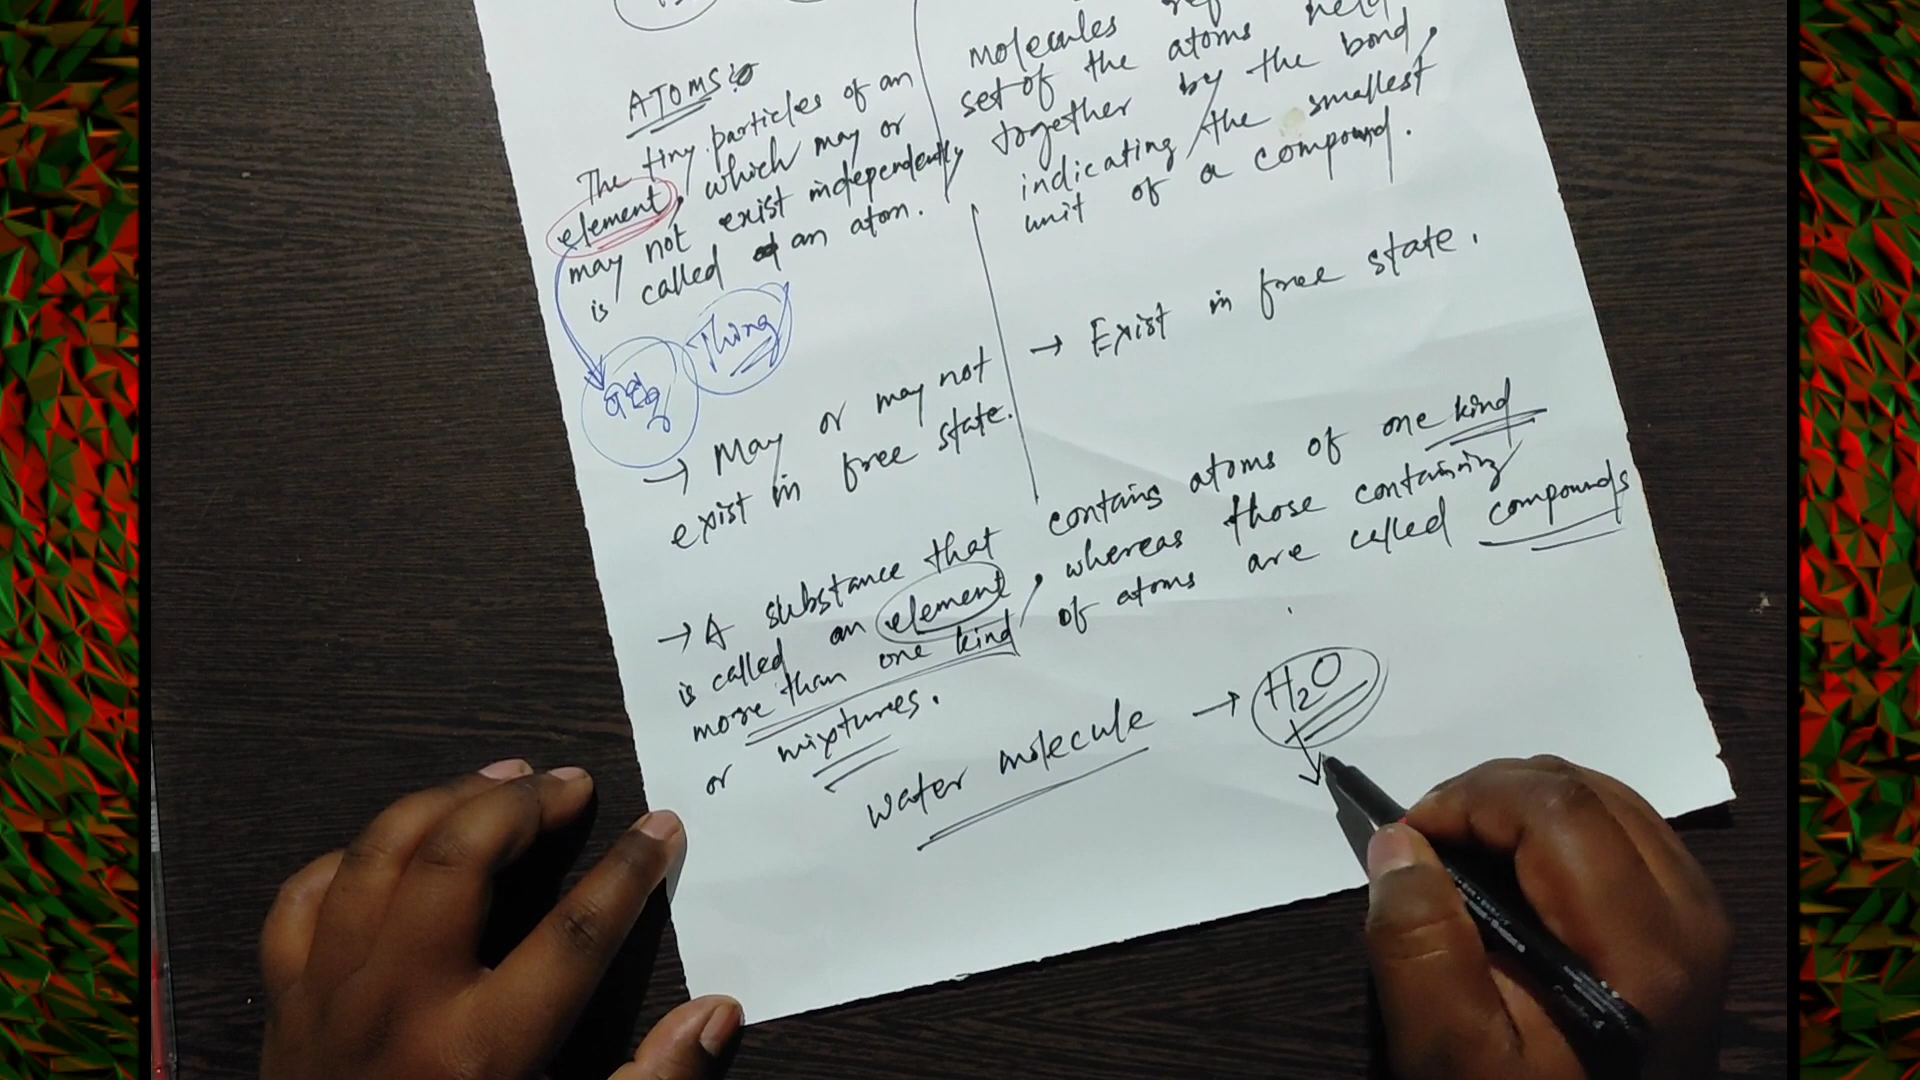 ATOMS:
The tiny particles of an
element, which may or
may not exist independently
is called an atom.
Thing
→ May or may not
exist in free state.
molecules
set of the atoms held
together by the bond,
indicating the smallest
unit of a compound.
→ Exist in free state.
→ A substance that contains atoms of one kind
is called an element, whereas those containing
more than one kind of atoms are called compounds
or mixtures.
Water molecule → H₂O